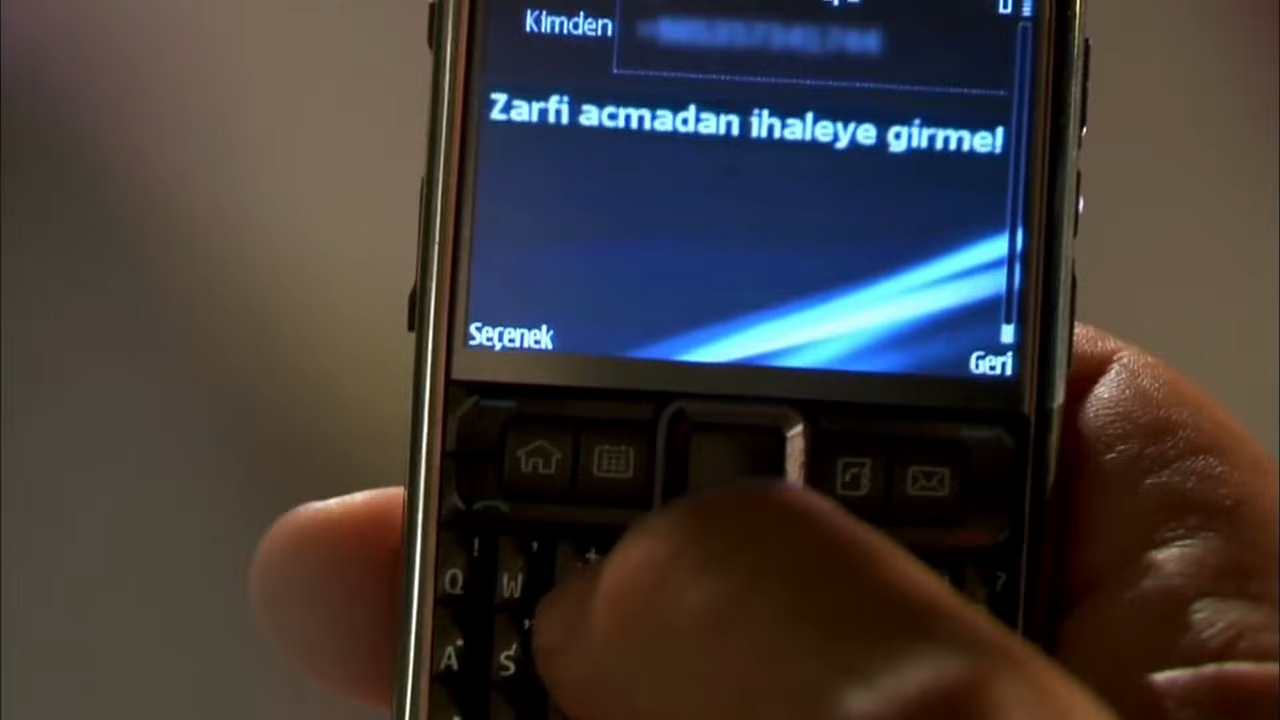 Kimden
Zarfi acmadan ihaleye girme!
Seçenek
Geri
! ' +
Q W
?
A S